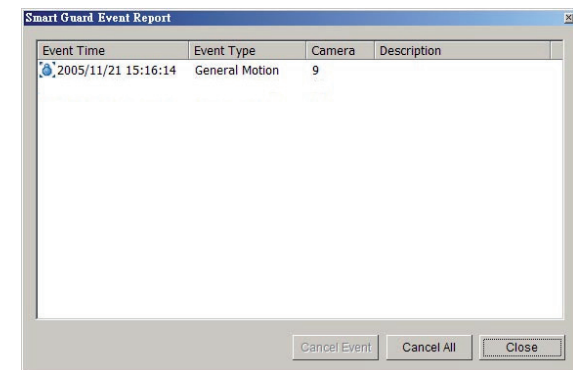 Smart Guard Event Report
Event Time Event Type Camera Description
2005/11/21 15:16:14 General Motion 9
Cancel Event Cancel All Close